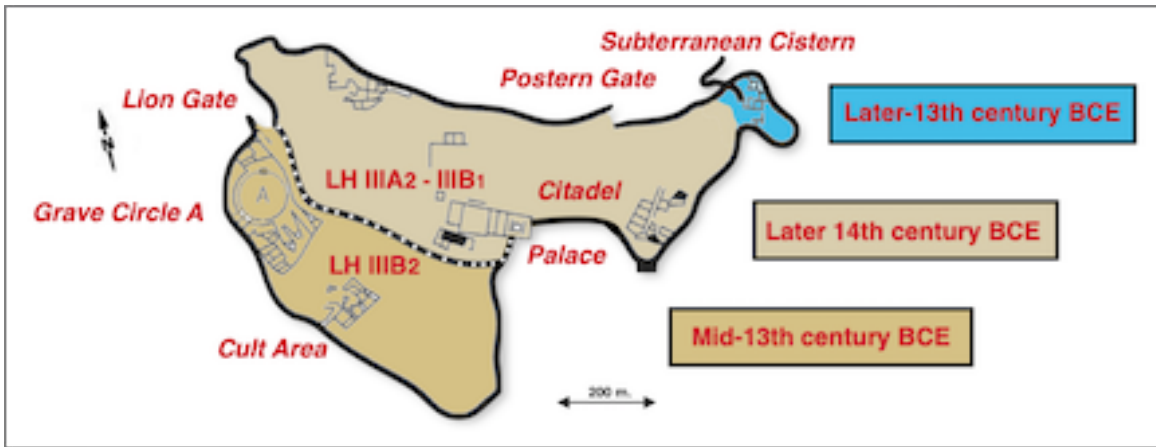 Subterranean Cistern
Postern Gate
Lion Gate
Later-13th century BCE
N
LH IIIA2 - IIIB1
Citadel
A
Grave Circle A
Later 14th century BCE
Palace
LH IIIB2
Mid-13th century BCE
Cult Area
200 m.